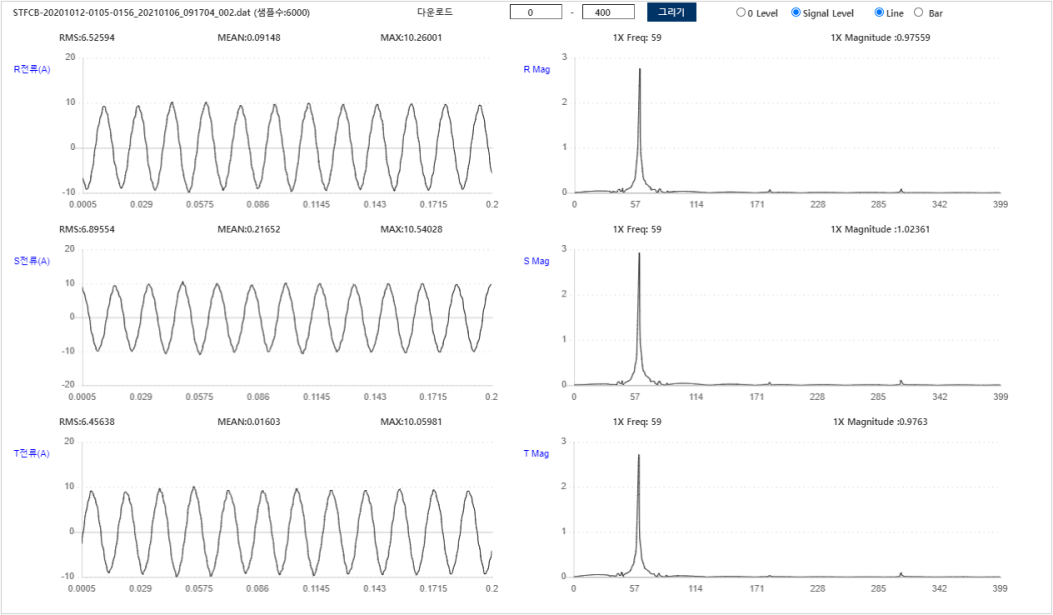 STFCB-20201012-0105-0156_20210106_091704_002.dat (샘플수:6000) 다운로드 0 - 400 그리기 0 Level Signal Level Line Bar
RMS:6.52594 MEAN:0.09148 MAX:10.26001 1X Freq: 59 1X Magnitude :0.97559
R전류(A) R Mag
20 3
10 2
0 1
-10 0
0.0005 0.029 0.0575 0.086 0.1145 0.143 0.1715 0.2 0 57 114 171 228 285 342 399
RMS:6.89554 MEAN:0.21652 MAX:10.54028 1X Freq: 59 1X Magnitude :1.02361
S전류(A) S Mag
20 3
10 2
0 1
-10 0
-20
0.0005 0.029 0.0575 0.086 0.1145 0.143 0.1715 0.2 0 57 114 171 228 285 342 399
RMS:6.45638 MEAN:0.01603 MAX:10.05981 1X Freq: 59 1X Magnitude :0.9763
T전류(A) T Mag
20 3
10 2
0 1
-10 0
0.0005 0.029 0.0575 0.086 0.1145 0.143 0.1715 0.2 0 57 114 171 228 285 342 399